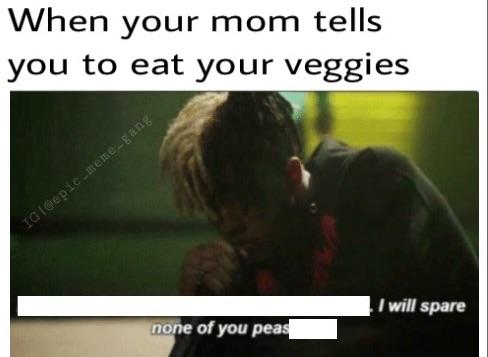 When your mom tells
you to eat your veggies
IG|@epic_meme_gang
. I will spare
none of you peas